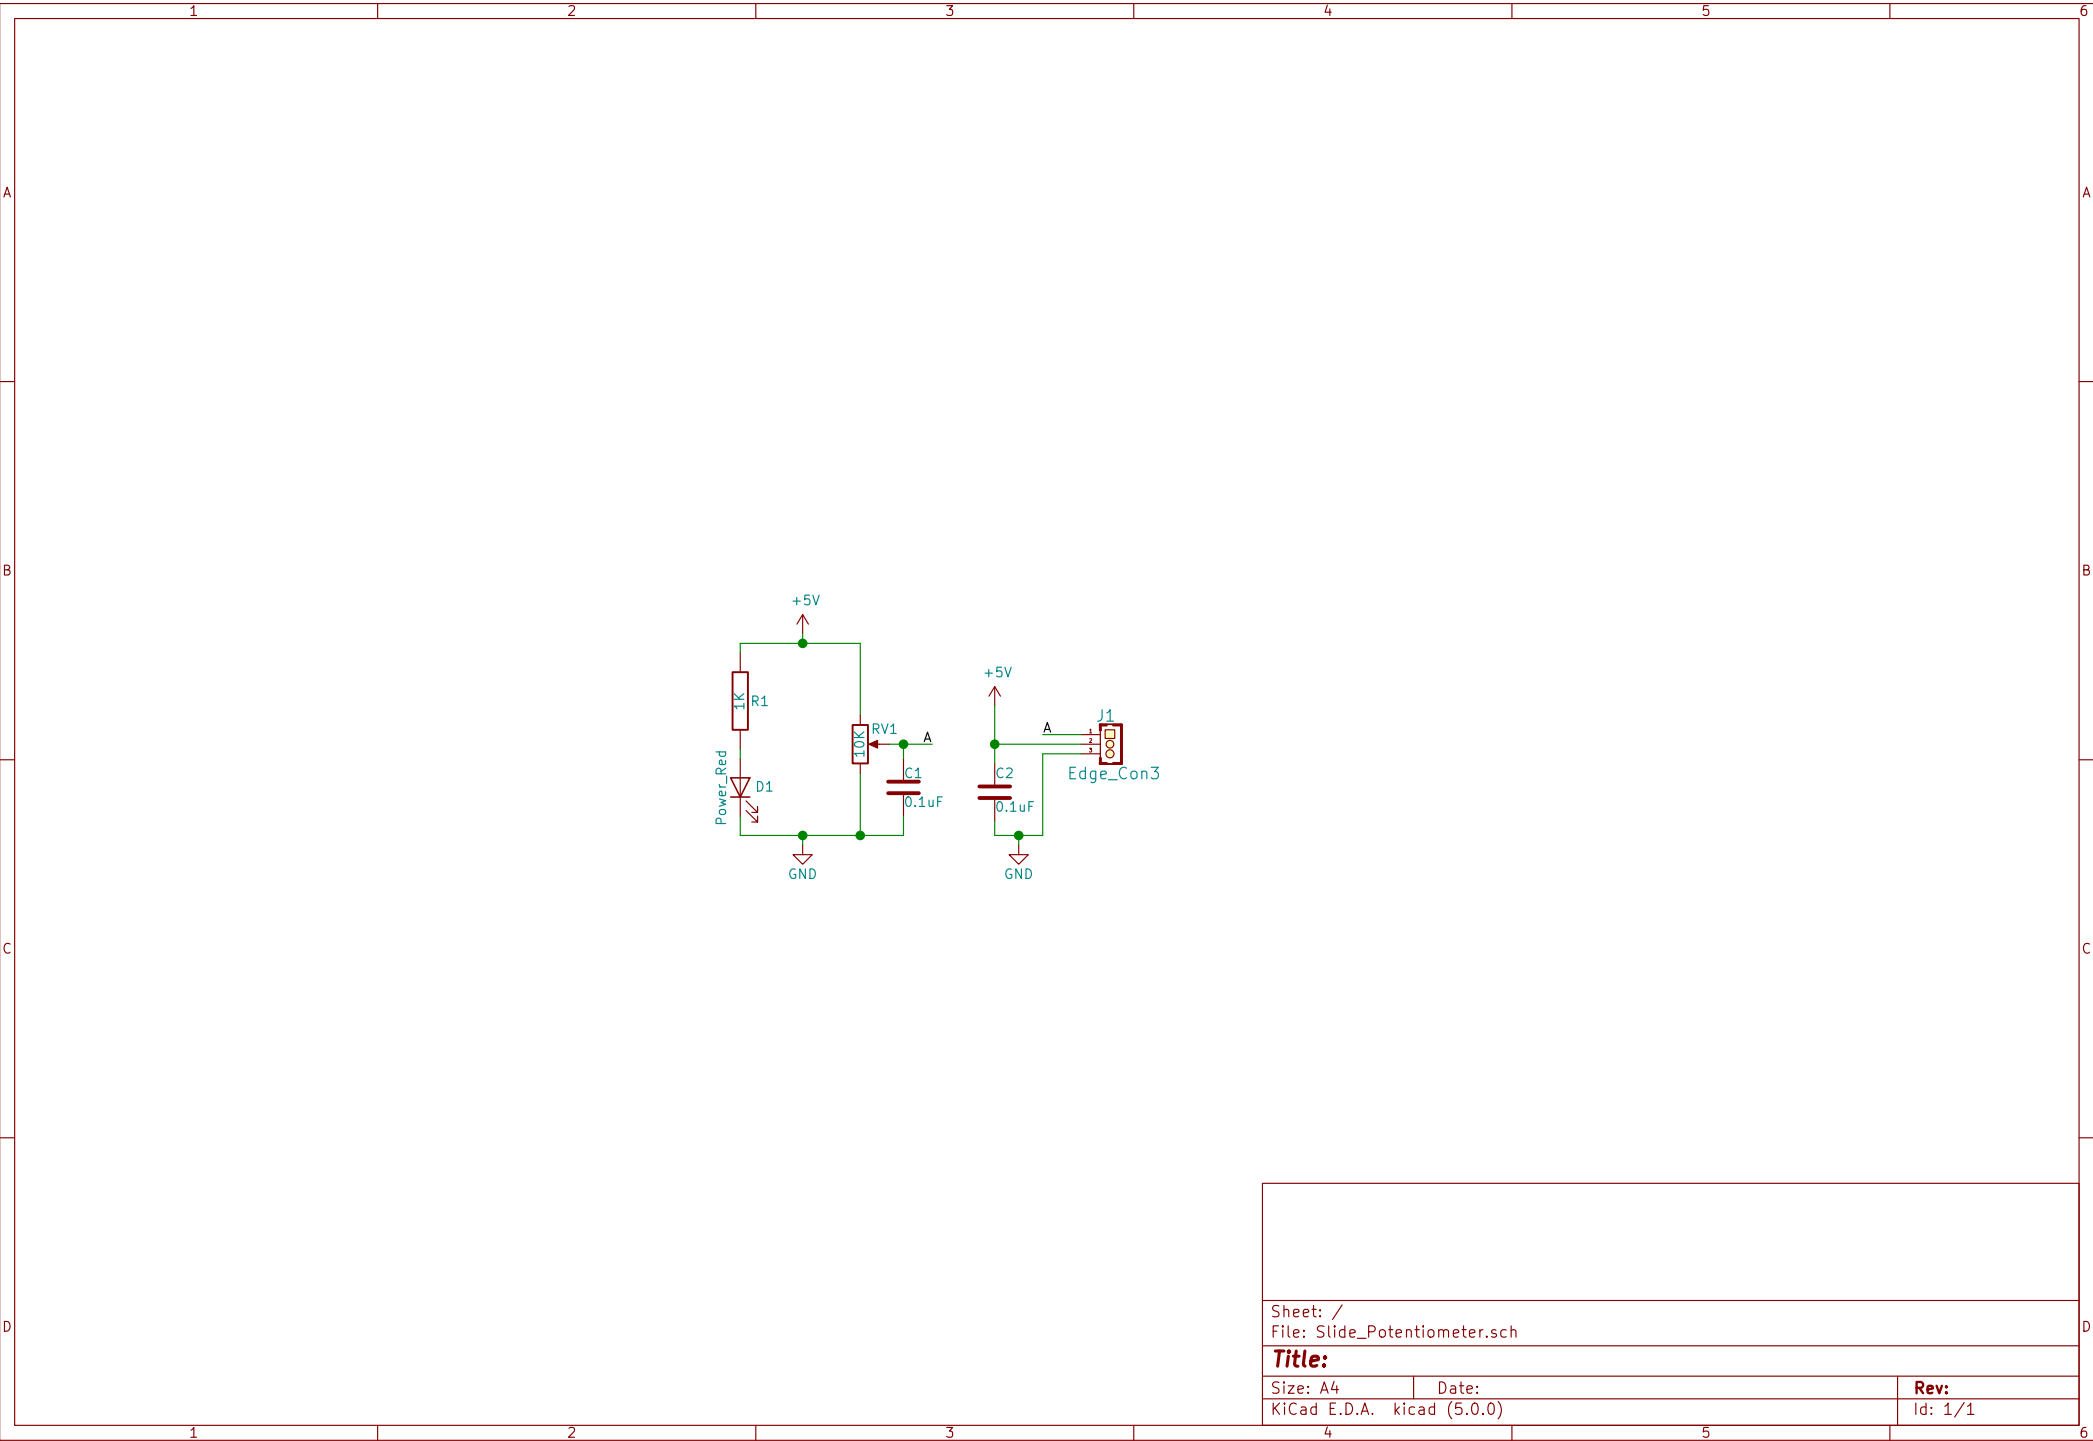 1 2 3 4 5 6
A A
B B
+5V
+5V
1K R1
RV1
10K
A
A
J1
1
2
3
Edge_Con3
Power_Red
D1
C1
0.1uF
C2
0.1uF
GND
GND
C C
Sheet: /
File: Slide_Potentiometer.sch
D D
Title:
Size: A4 Date: Rev:
KiCad E.D.A. kicad (5.0.0) Id: 1/1
1 2 3 4 5 6